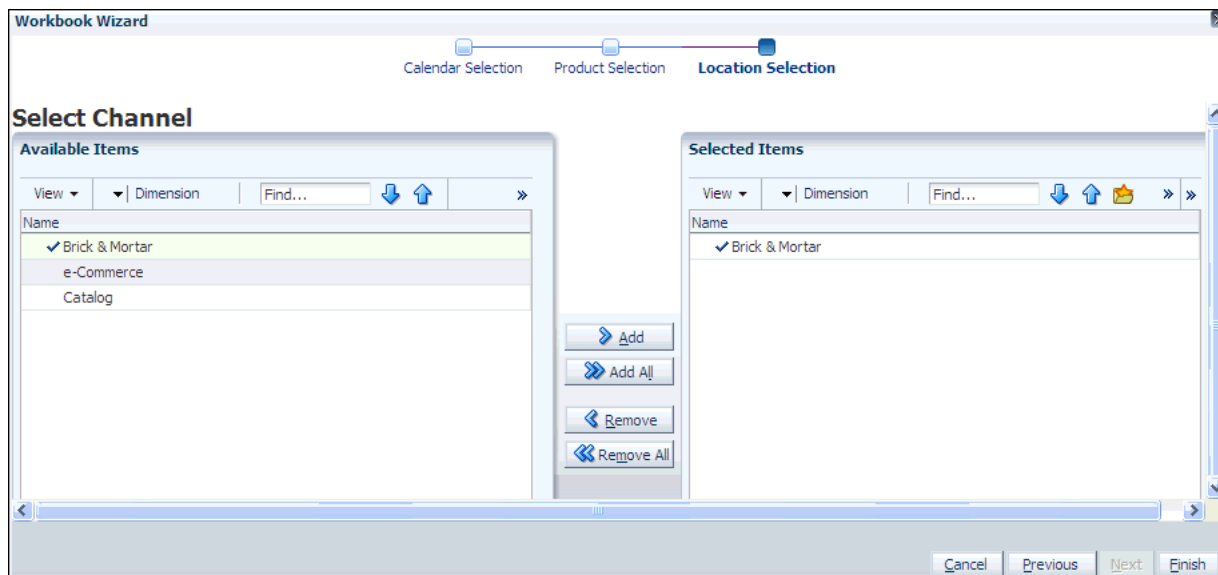 Workbook Wizard
Calendar Selection
Product Selection
Location Selection
Select Channel
Available Items
View
Dimension
Find...
»
Name
Brick & Mortar
e-Commerce
Catalog
Add
Add All
Remove
Remove All
Selected Items
View
Dimension
Find...
» »
Name
Brick & Mortar
Cancel
Previous
Next
Finish